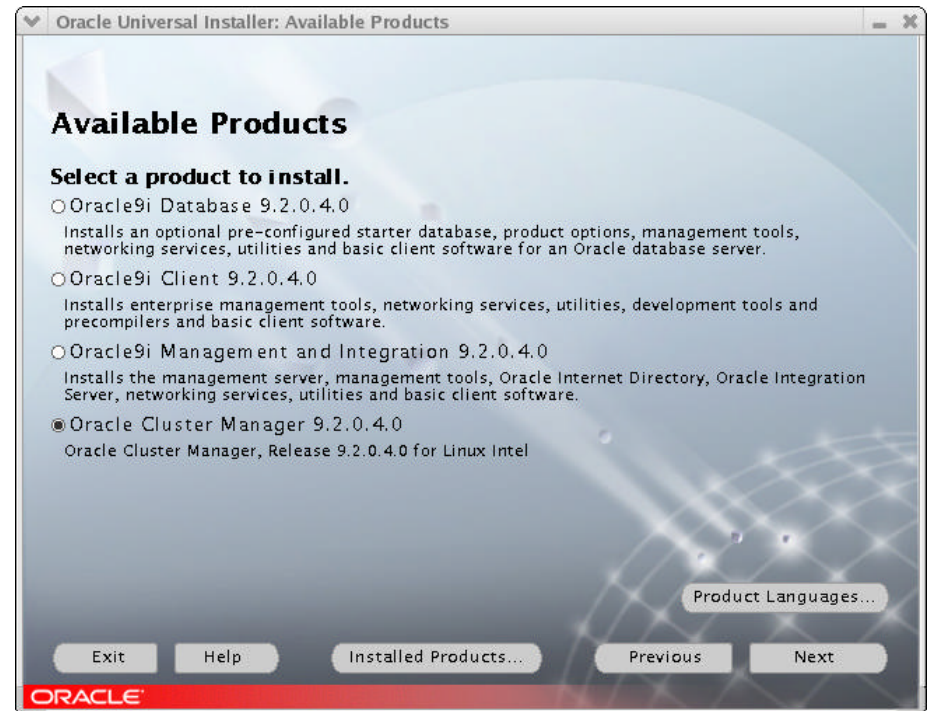 Oracle Universal Installer: Available Products
Available Products
Select a product to install.
Oracle9i Database 9.2.0.4.0
Installs an optional pre-configured starter database, product options, management tools,
networking services, utilities and basic client software for an Oracle database server.
Oracle9i Client 9.2.0.4.0
Installs enterprise management tools, networking services, utilities, development tools and
precompilers and basic client software.
Oracle9i Management and Integration 9.2.0.4.0
Installs the management server, management tools, Oracle Internet Directory, Oracle Integration
Server, networking services, utilities and basic client software.
Oracle Cluster Manager 9.2.0.4.0
Oracle Cluster Manager, Release 9.2.0.4.0 for Linux Intel
Product Languages...
Exit Help Installed Products... Previous Next
ORACLE